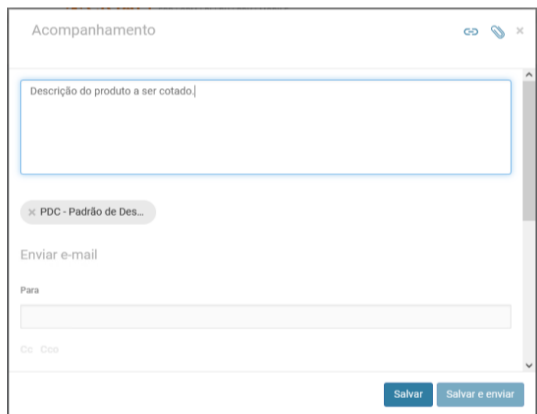 Acompanhamento
Descrição do produto a ser cotado.
PDC - Padrão de Des...
Enviar e-mail
Para
Cc Cco
Salvar
Salvar e enviar